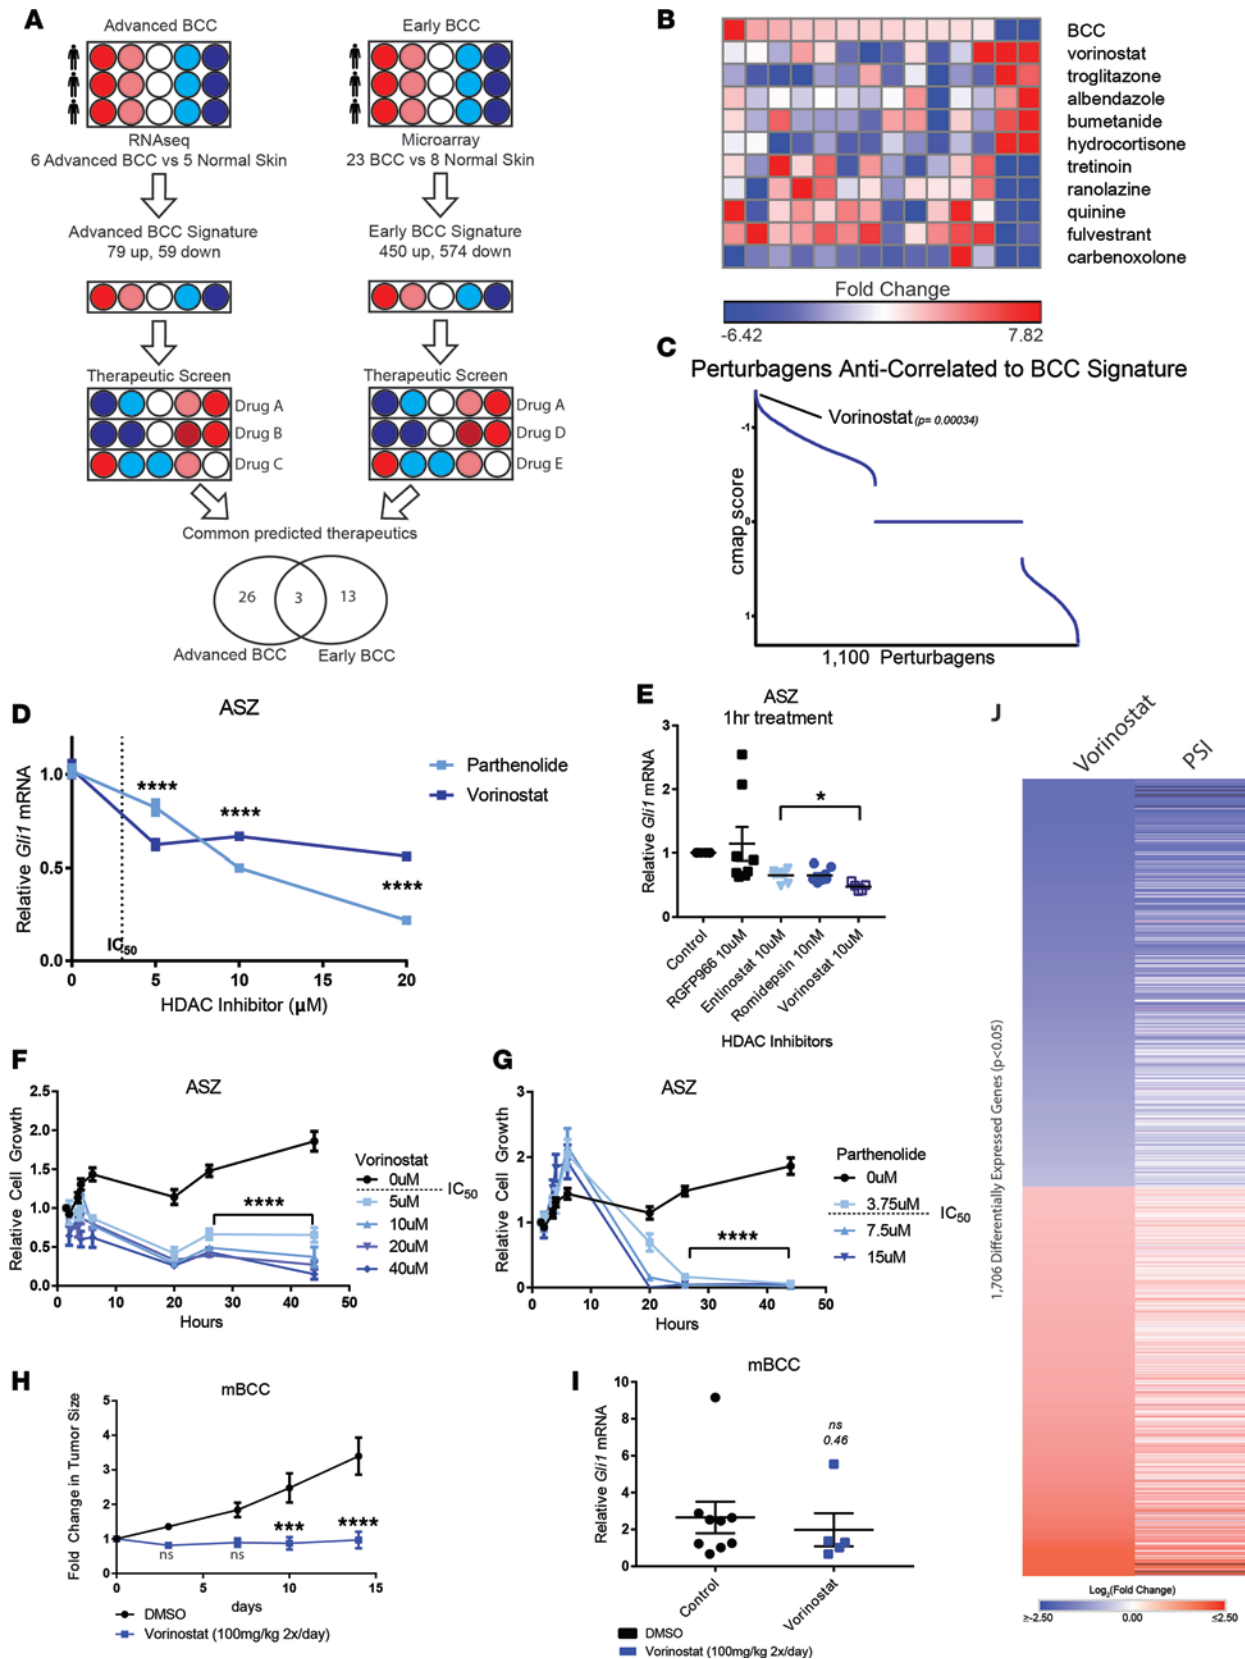 A
Advanced BCC
Early BCC
RNAseq
6 Advanced BCC vs 5 Normal Skin
Microarray
23 BCC vs 8 Normal Skin
Advanced BCC Signature
79 up, 59 down
Early BCC Signature
450 up, 574 down
Therapeutic Screen
Drug A
Drug B
Drug C
Therapeutic Screen
Drug A
Drug D
Drug E
Common predicted therapeutics
26
3
13
Advanced BCC
Early BCC
B
BCC
vorinostat
troglitazone
albendazole
bumetanide
hydrocortisone
tretinoin
ranolazine
quinine
fulvestrant
carbenoxolone
Fold Change
-6.42
7.82
C
Perturbagens Anti-Correlated to BCC Signature
Vorinostat (p= 0.00034)
-1
0
1
cmap score
1,100 Perturbagens
D
ASZ
Relative Gli1 mRNA
1.0
0.5
0.0
****
****
****
IC50
0
5
10
15
20
HDAC Inhibitor (µM)
Parthenolide
Vorinostat
E
ASZ
1hr treatment
Relative Gli1 mRNA
3
2
1
0
*
Control
RGFP966 10uM
Entinostat 10uM
Romidepsin 10nM
Vorinostat 10uM
HDAC Inhibitors
F
ASZ
Relative Cell Growth
2.5
2.0
1.5
1.0
0.5
0.0
****
0
10
20
30
40
50
Hours
Vorinostat
0uM
IC50
5uM
10uM
20uM
40uM
G
ASZ
Relative Cell Growth
3
2
1
0
****
0
10
20
30
40
50
Hours
Parthenolide
0uM
3.75uM
IC50
7.5uM
15uM
H
mBCC
Fold Change in Tumor Size
5
4
3
2
1
0
ns
ns
***
****
0
5
10
15
days
DMSO
Vorinostat (100mg/kg 2x/day)
I
mBCC
Relative Gli1 mRNA
10
8
6
4
2
0
ns
0.46
Control
Vorinostat
DMSO
Vorinostat (100mg/kg 2x/day)
J
Vorinostat
PSI
1,706 Differentially Expressed Genes (p<0.05)
Log2(Fold Change)
≥-2.50
0.00
≤2.50